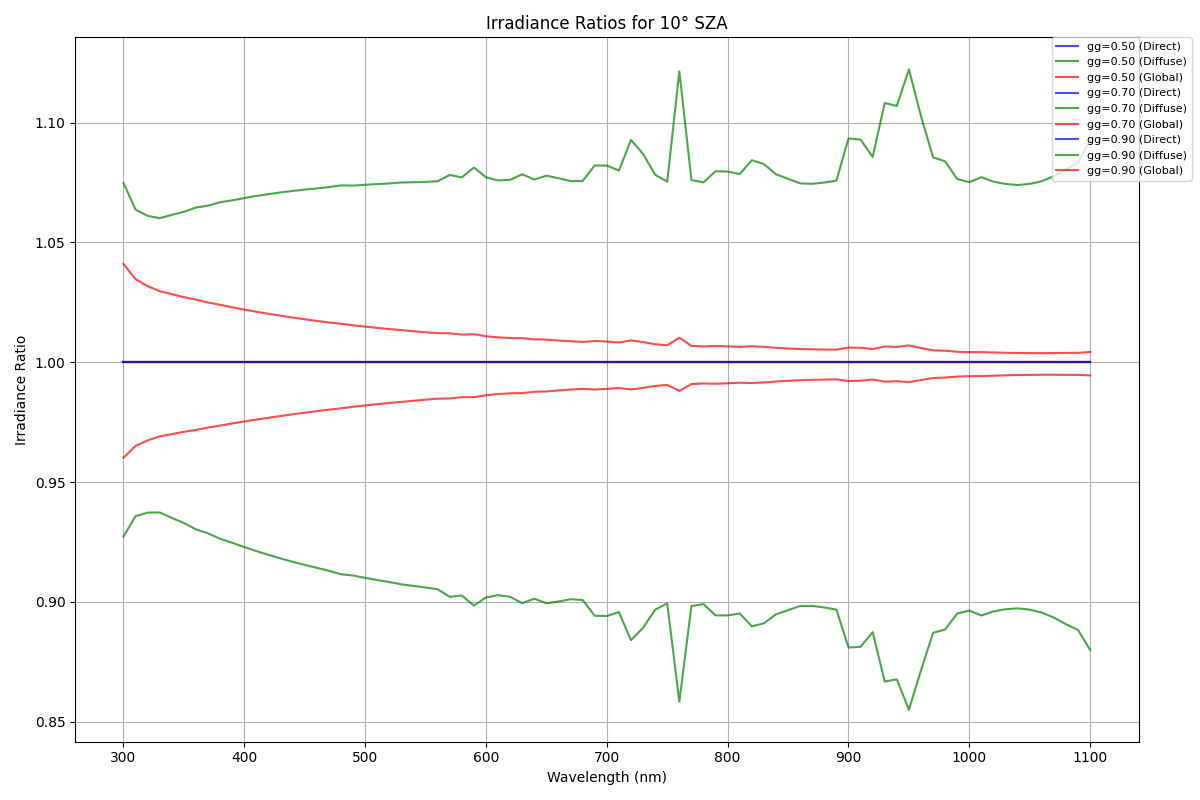 Irradiance Ratios for 10° SZA
gg=0.50 (Direct)
gg=0.50 (Diffuse)
gg=0.50 (Global)
gg=0.70 (Direct)
gg=0.70 (Diffuse)
gg=0.70 (Global)
gg=0.90 (Direct)
gg=0.90 (Diffuse)
gg=0.90 (Global)
Irradiance Ratio
1.10
1.05
1.00
0.95
0.90
0.85
300 400 500 600 700 800 900 1000 1100
Wavelength (nm)